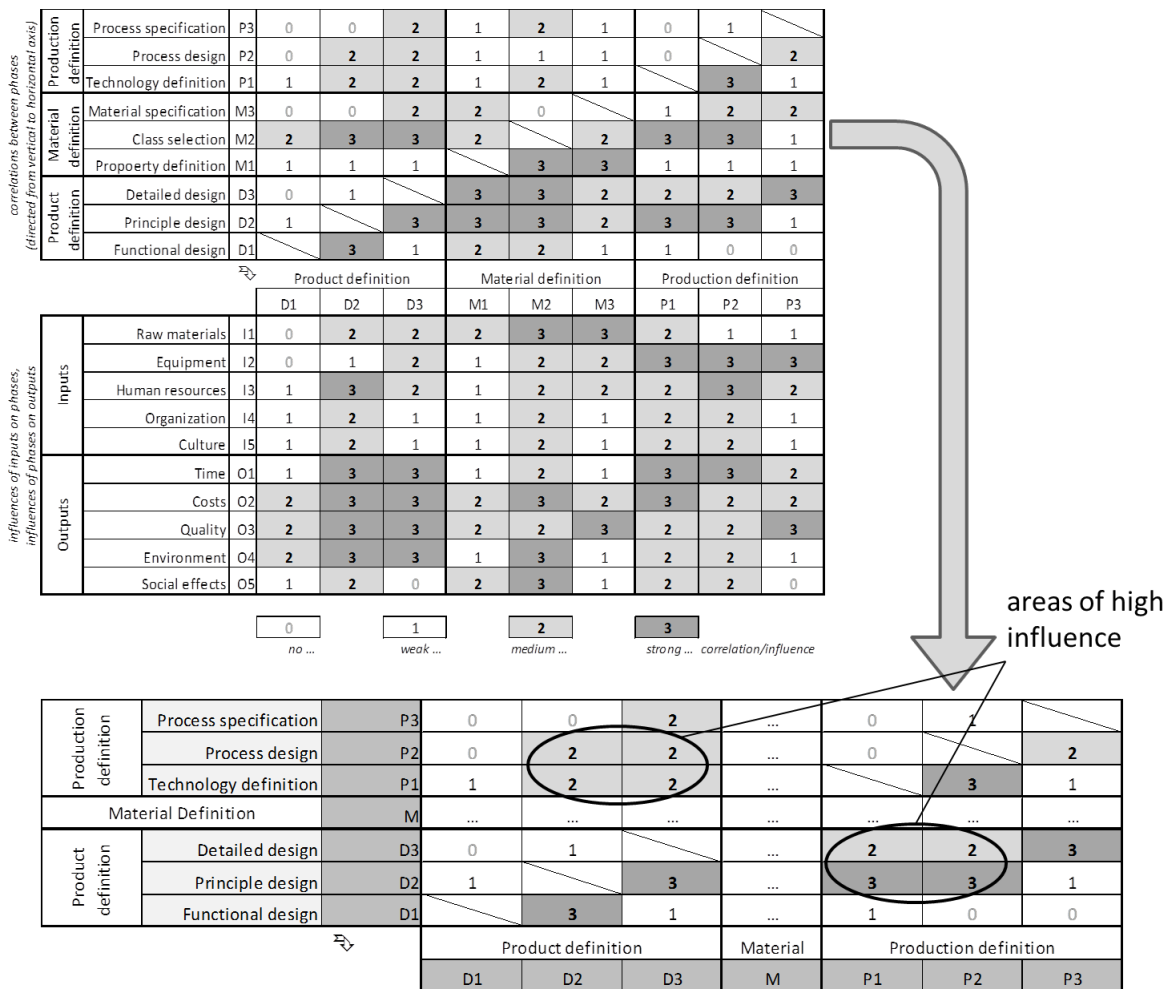 correlations between phases
(directed from vertical to horizontal axis)
Production
definition
Process specification P3 0 0 2 1 2 1 0 1
Process design P2 0 2 2 1 1 1 0 2
Technology definition P1 1 2 2 1 2 1 3 1
Material
definition
Material specification M3 0 0 2 2 0 1 2 2
Class selection M2 2 3 3 2 2 3 3 1
Propoerty definition M1 1 1 1 3 3 1 1 1
Product
definition
Detailed design D3 0 1 3 3 2 2 2 3
Principle design D2 1 3 3 3 2 3 3 1
Functional design D1 3 1 2 2 1 1 0 0
Product definition Material definition Production definition
D1 D2 D3 M1 M2 M3 P1 P2 P3
influences of inputs on phases,
influences of phases on outputs
Inputs
Raw materials I1 0 2 2 2 3 3 2 1 1
Equipment I2 0 1 2 1 2 2 3 3 3
Human resources I3 1 3 2 1 2 2 2 3 2
Organization I4 1 2 1 1 2 1 2 2 1
Culture I5 1 2 1 1 2 1 2 2 1
Outputs
Time O1 1 3 3 1 2 1 3 3 2
Costs O2 2 3 3 2 3 2 3 2 2
Quality O3 2 3 3 2 2 3 2 2 3
Environment O4 2 3 3 1 3 1 2 2 1
Social effects O5 1 2 0 2 3 1 2 2 0
0 1 2 3
no ... weak ... medium ... strong ... correlation/influence
areas of high
influence
Production
definition
Process specification P3 0 0 2 ... 0 1
Process design P2 0 2 2 ... 0 2
Technology definition P1 1 2 2 ... 3 1
Material Definition M ... ... ... ... ... ... ...
Product
definition
Detailed design D3 0 1 ... 2 2 3
Principle design D2 1 3 ... 3 3 1
Functional design D1 3 1 ... 1 0 0
Product definition Material Production definition
D1 D2 D3 M P1 P2 P3